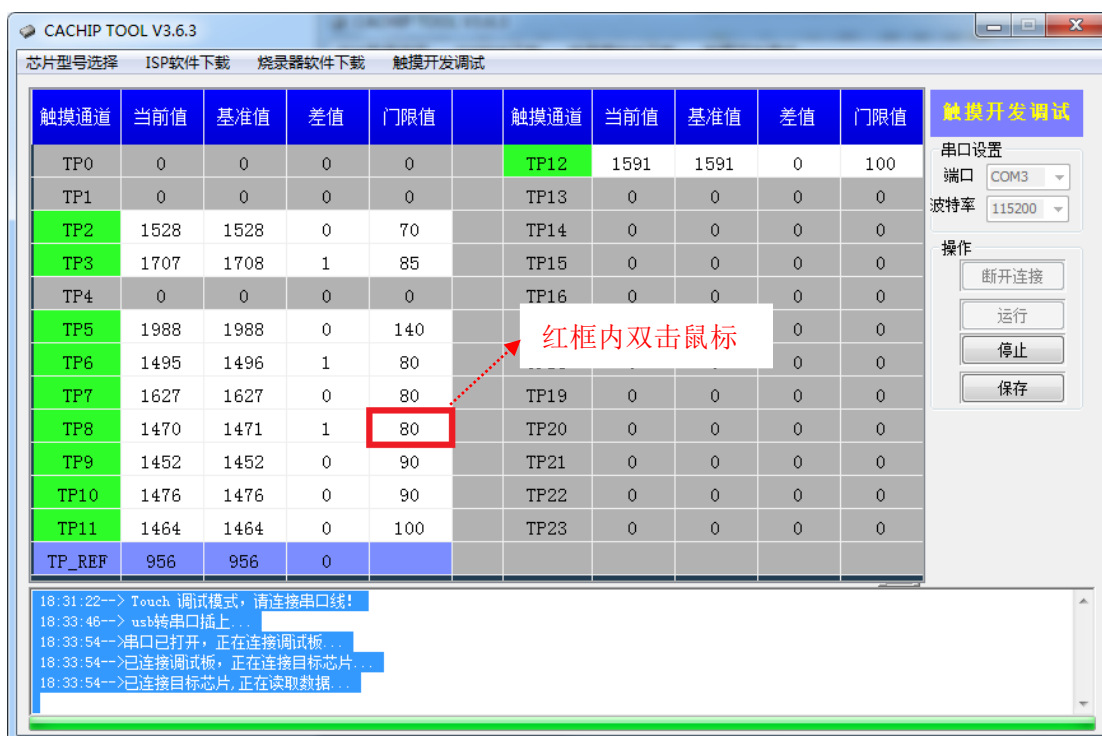 CACHIP TOOL V3.6.3
芯片型号选择 ISP软件下载 烧录器软件下载 触摸开发调试
触摸通道 当前值 基准值 差值 门限值 触摸通道 当前值 基准值 差值 门限值
TP0 0 0 0 0 TP12 1591 1591 0 100
TP1 0 0 0 0 TP13 0 0 0 0
TP2 1528 1528 0 70 TP14 0 0 0 0
TP3 1707 1708 1 85 TP15 0 0 0 0
TP4 0 0 0 0 TP16 0 0 0 0
TP5 1988 1988 0 140 0 0
TP6 1495 1496 1 80 0 0
TP7 1627 1627 0 80 TP19 0 0 0 0
TP8 1470 1471 1 80 TP20 0 0 0 0
TP9 1452 1452 0 90 TP21 0 0 0 0
TP10 1476 1476 0 90 TP22 0 0 0 0
TP11 1464 1464 0 100 TP23 0 0 0 0
TP_REF 956 956 0
红框内双击鼠标
触摸开发调试
串口设置
端口 COM3
波特率 115200
操作
断开连接
运行
停止
保存
18:31:22--> Touch 调试模式，请连接串口线！
18:33:46--> usb转串口插上...
18:33:54-->串口已打开，正在连接调试板...
18:33:54-->已连接调试板，正在连接目标芯片...
18:33:54-->已连接目标芯片,正在读取数据...